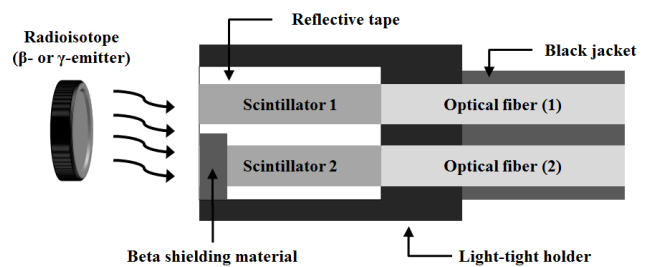 Reflective tape
Radioisotope
(β- or γ-emitter)
Black jacket
Scintillator 1
Optical fiber (1)
Scintillator 2
Optical fiber (2)
Beta shielding material
Light-tight holder